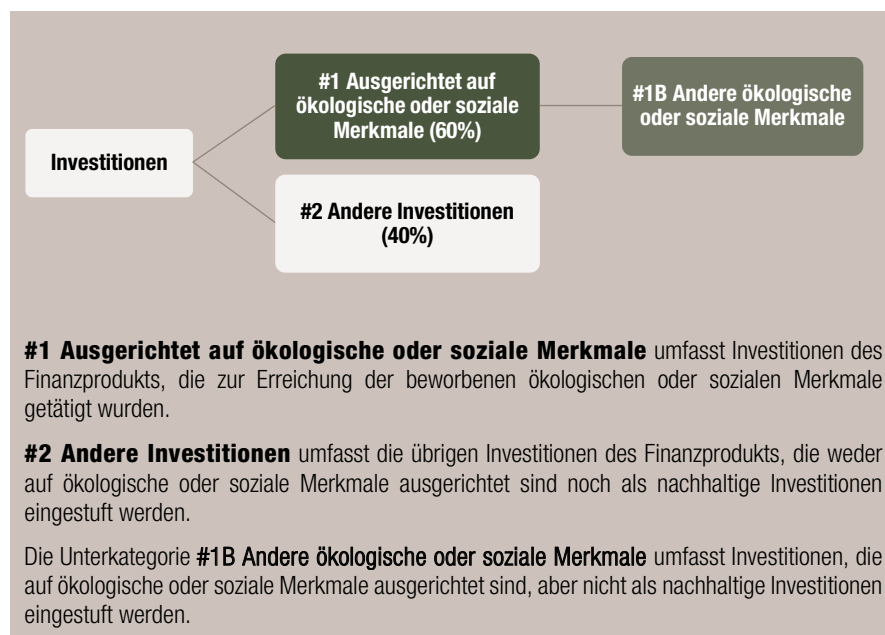 #1 Ausgerichtet auf
ökologische oder soziale
Merkmale (60%)
#1B Andere ökologische
oder soziale Merkmale
Investitionen
#2 Andere Investitionen
(40%)
#1 Ausgerichtet auf ökologische oder soziale Merkmale umfasst Investitionen des
Finanzprodukts, die zur Erreichung der beworbenen ökologischen oder sozialen Merkmale
getätigt wurden.
#2 Andere Investitionen umfasst die übrigen Investitionen des Finanzprodukts, die weder
auf ökologische oder soziale Merkmale ausgerichtet sind noch als nachhaltige Investitionen
eingestuft werden.
Die Unterkategorie #1B Andere ökologische oder soziale Merkmale umfasst Investitionen, die
auf ökologische oder soziale Merkmale ausgerichtet sind, aber nicht als nachhaltige Investitionen
eingestuft werden.